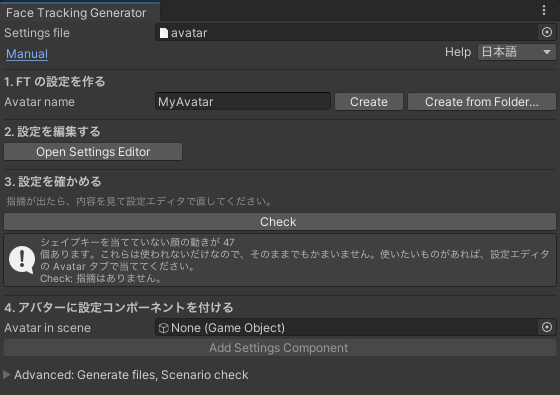 Face Tracking Generator
Settings file avatar
Manual Help 日本語
1. FT の設定を作る
Avatar name MyAvatar Create Create from Folder...
2. 設定を編集する
Open Settings Editor
3. 設定を確かめる
指摘が出たら、内容を見て設定エディタで直してください。
Check
シェイプキーを当てていない顔の動きが 47
個あります。これらは使われないだけなので、そのままでもかまいません。使いたいものがあれば、設定エディタ
の Avatar タブで当ててください。
Check: 指摘はありません。
4. アバターに設定コンポーネントを付ける
Avatar in scene None (Game Object)
Add Settings Component
Advanced: Generate files, Scenario check